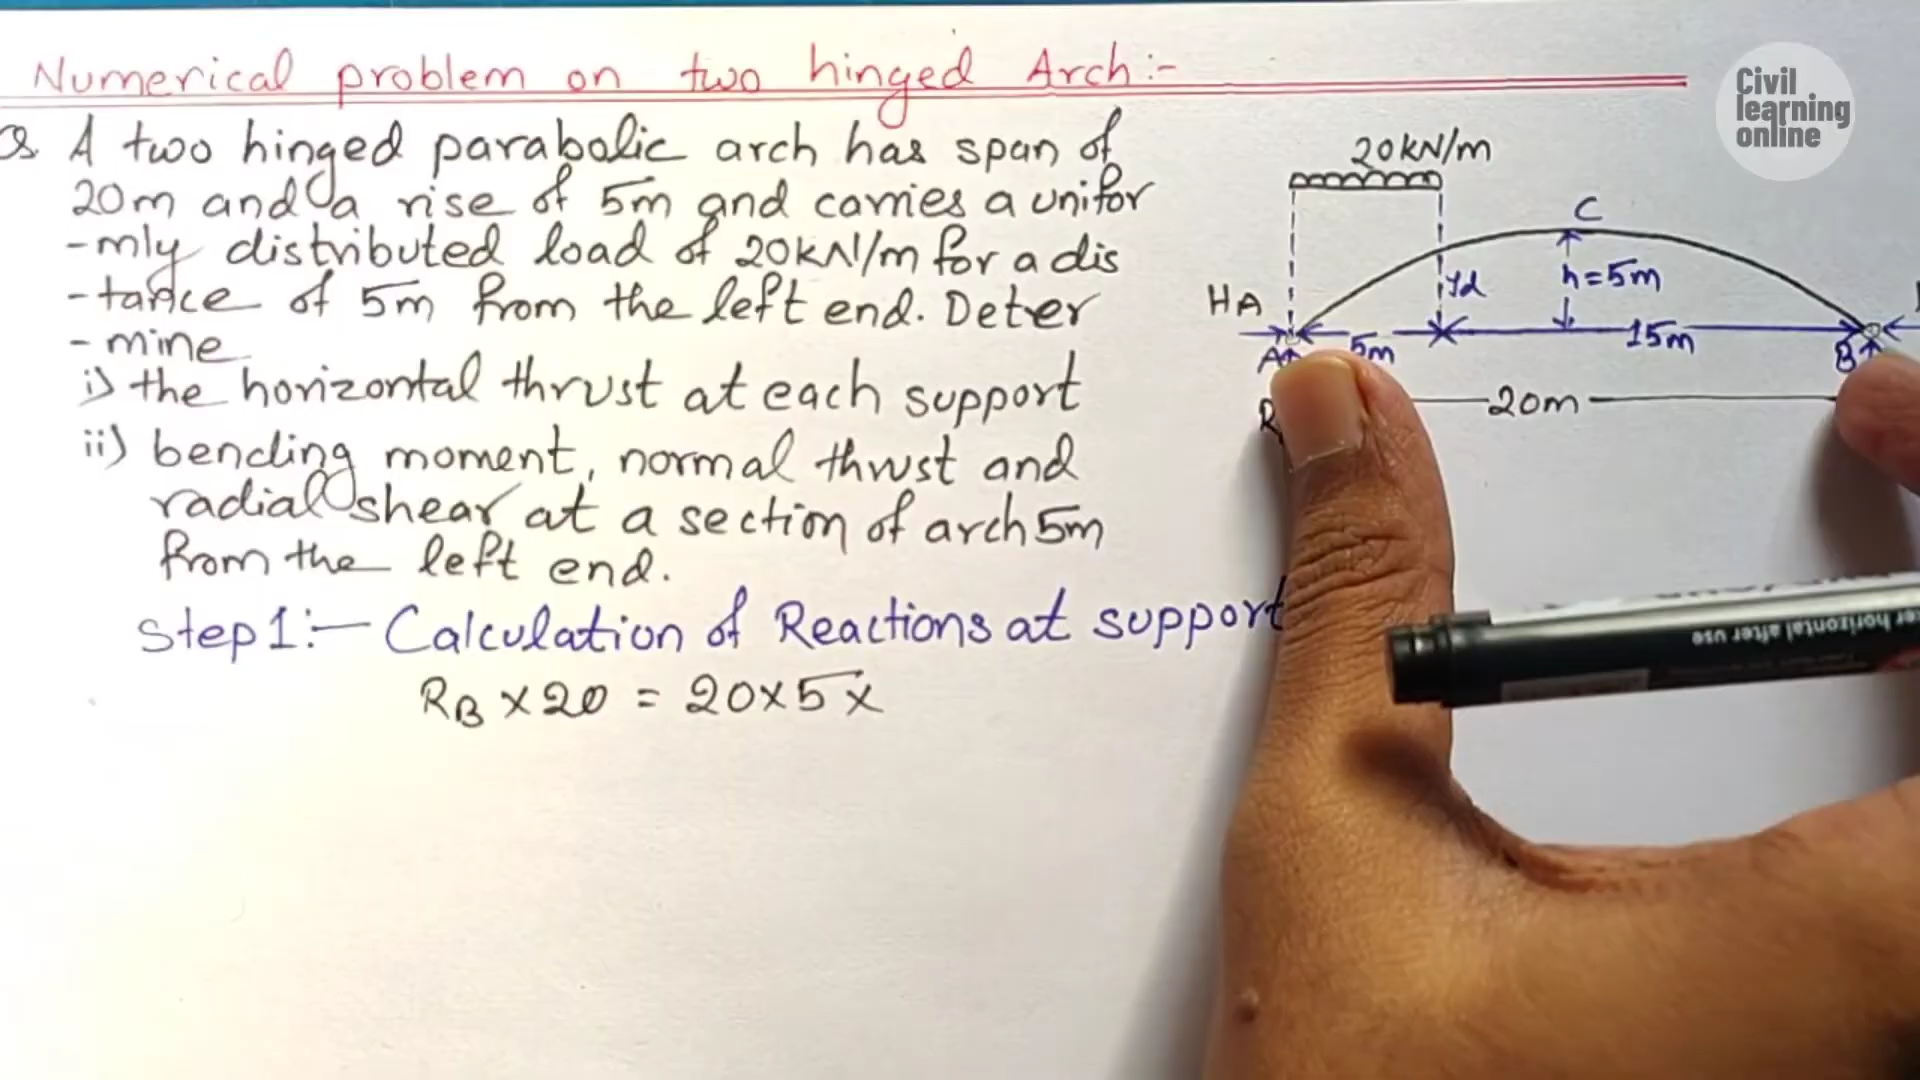 Numerical problem on two hinged Arch:-
Q. A two hinged parabolic arch has span of
20m and a rise of 5m and carries a unifor
-mly distributed load of 20kN/m for a dis
-tance of 5m from the left end. Deter
-mine
i) the horizontal thrust at each support
ii) bending moment, normal thrust and
radial shear at a section of arch 5m
from the left end.
Step 1:- Calculation of Reactions at support
RB x 20 = 20x5x
20kN/m
C
yd
h=5m
HA
A
5m
15m
B
20m
Civil
learning
online
horizontal after use